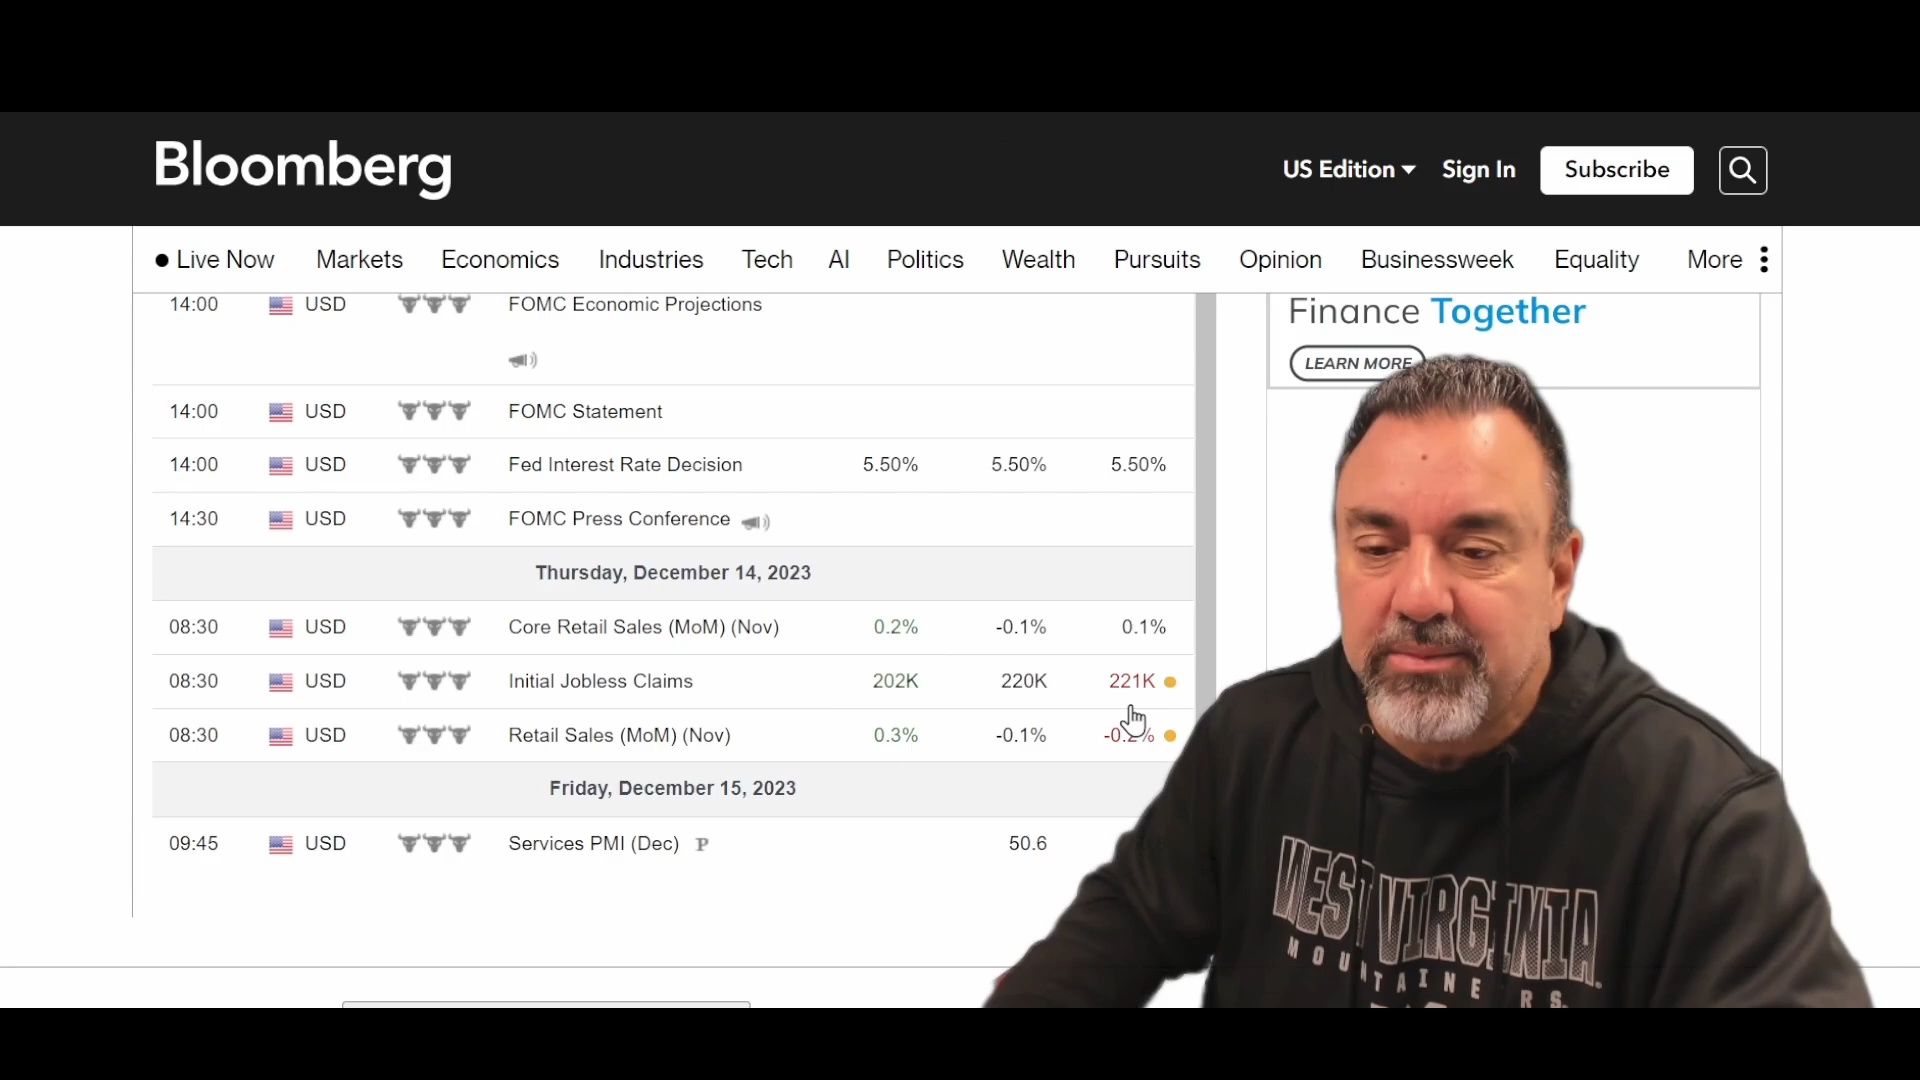 Bloomberg
US Edition
Sign In
Subscribe
Live Now
Markets
Economics
Industries
Tech
AI
Politics
Wealth
Pursuits
Opinion
Businessweek
Equality
More
14:00 USD FOMC Economic Projections
14:00 USD FOMC Statement
14:00 USD Fed Interest Rate Decision 5.50% 5.50% 5.50%
14:30 USD FOMC Press Conference
Thursday, December 14, 2023
08:30 USD Core Retail Sales (MoM) (Nov) 0.2% -0.1% 0.1%
08:30 USD Initial Jobless Claims 202K 220K 221K
08:30 USD Retail Sales (MoM) (Nov) 0.3% -0.1% -0.2%
Friday, December 15, 2023
09:45 USD Services PMI (Dec) P 50.6
Finance Together
LEARN MORE
WEST VIRGINIA
MOUNTAINEERS